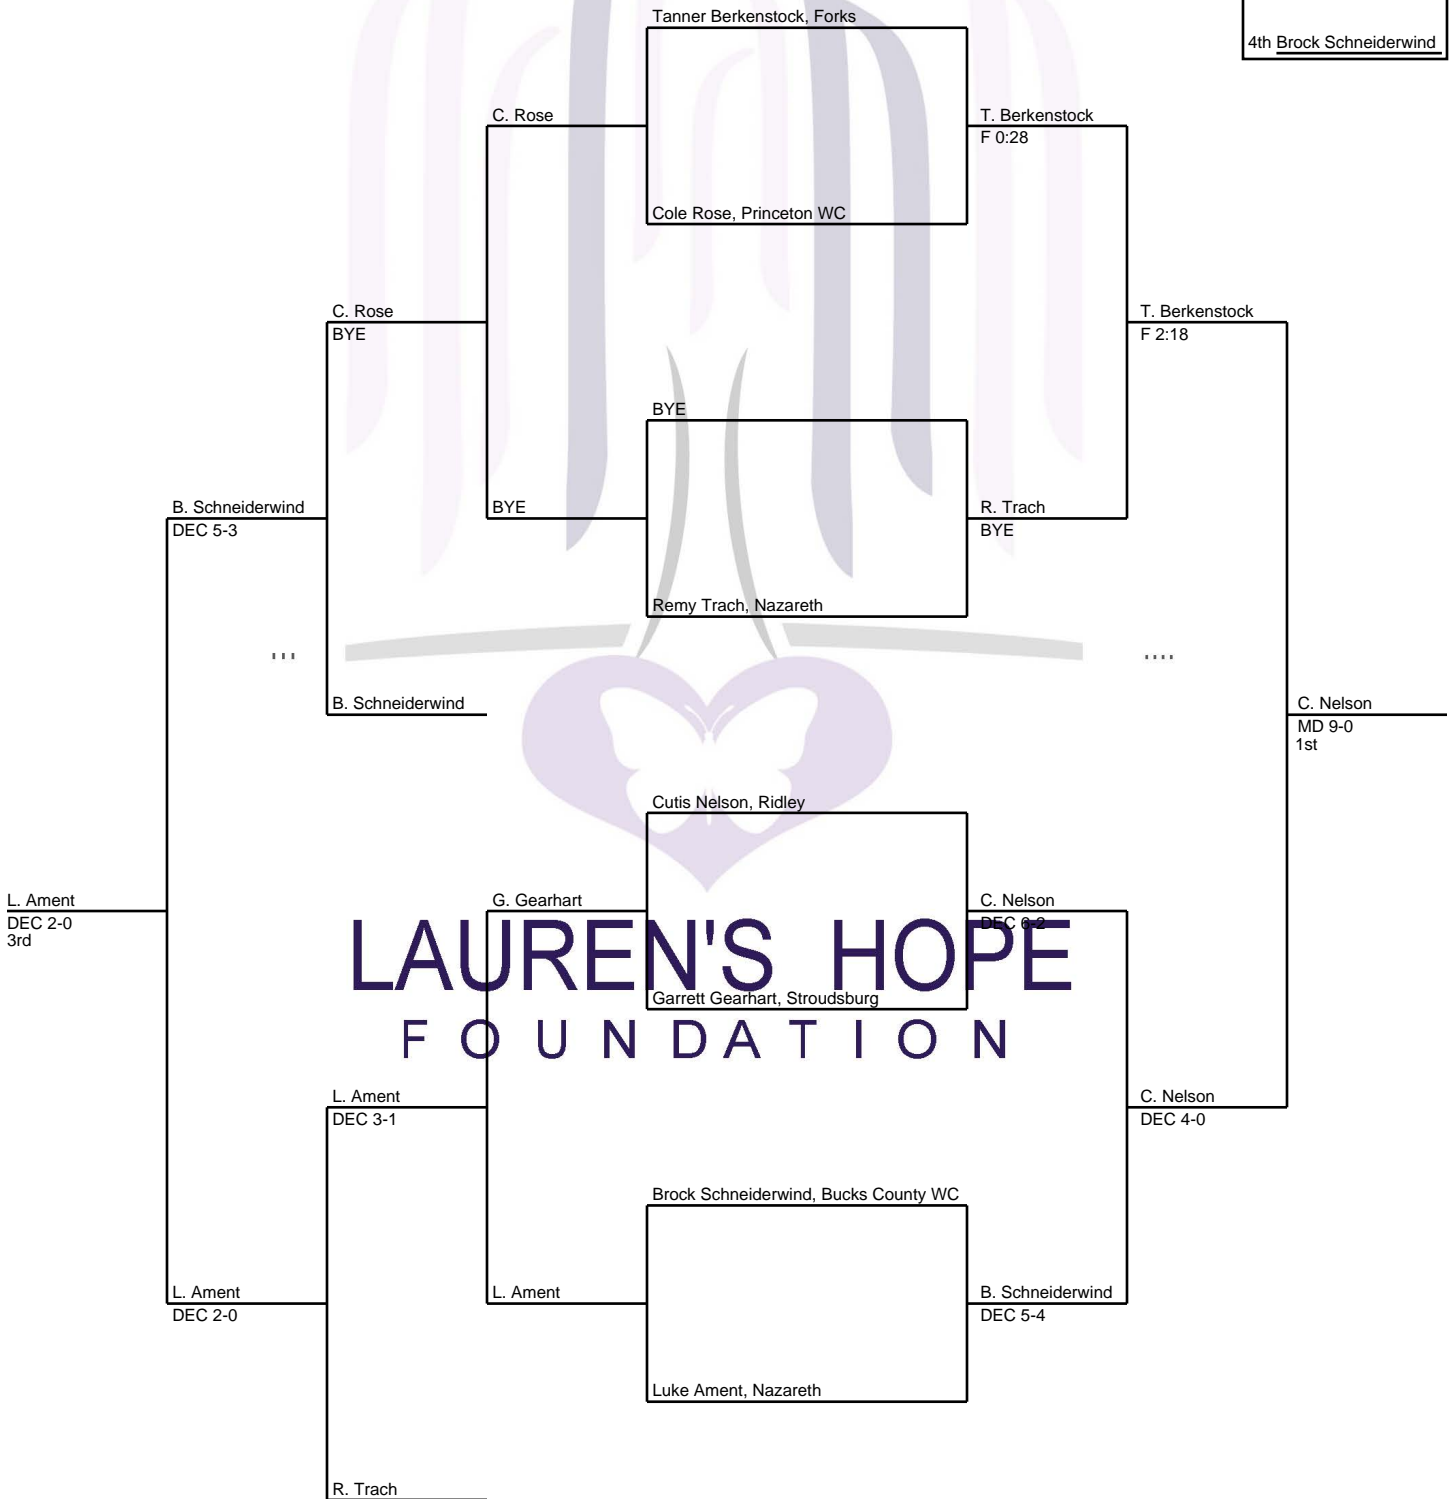 Tanner Berkenstock, Forks
4th Brock Schneiderwind
C. Rose
T. Berkenstock
F 0:28
Cole Rose, Princeton WC
C. Rose
BYE
T. Berkenstock
F 2:18
BYE
B. Schneiderwind
DEC 5-3
BYE
R. Trach
BYE
Remy Trach, Nazareth
...
....
B. Schneiderwind
C. Nelson
MD 9-0
1st
Cutis Nelson, Ridley
L. Ament
DEC 2-0
3rd
G. Gearhart
C. Nelson
DEC 6-2
LAUREN'S HOPE
Garrett Gearhart, Stroudsburg
FOUNDATION
L. Ament
DEC 3-1
C. Nelson
DEC 4-0
Brock Schneiderwind, Bucks County WC
L. Ament
DEC 2-0
L. Ament
B. Schneiderwind
DEC 5-4
Luke Ament, Nazareth
R. Trach